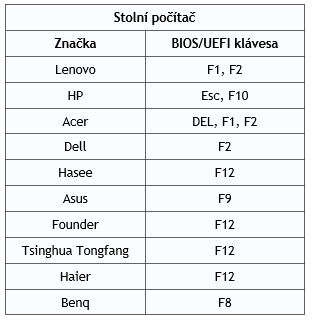 Stolní počítač
Značka BIOS/UEFI klávesa
Lenovo F1, F2
HP Esc, F10
Acer DEL, F1, F2
Dell F2
Hasee F12
Asus F9
Founder F12
Tsinghua Tongfang F12
Haier F12
Benq F8